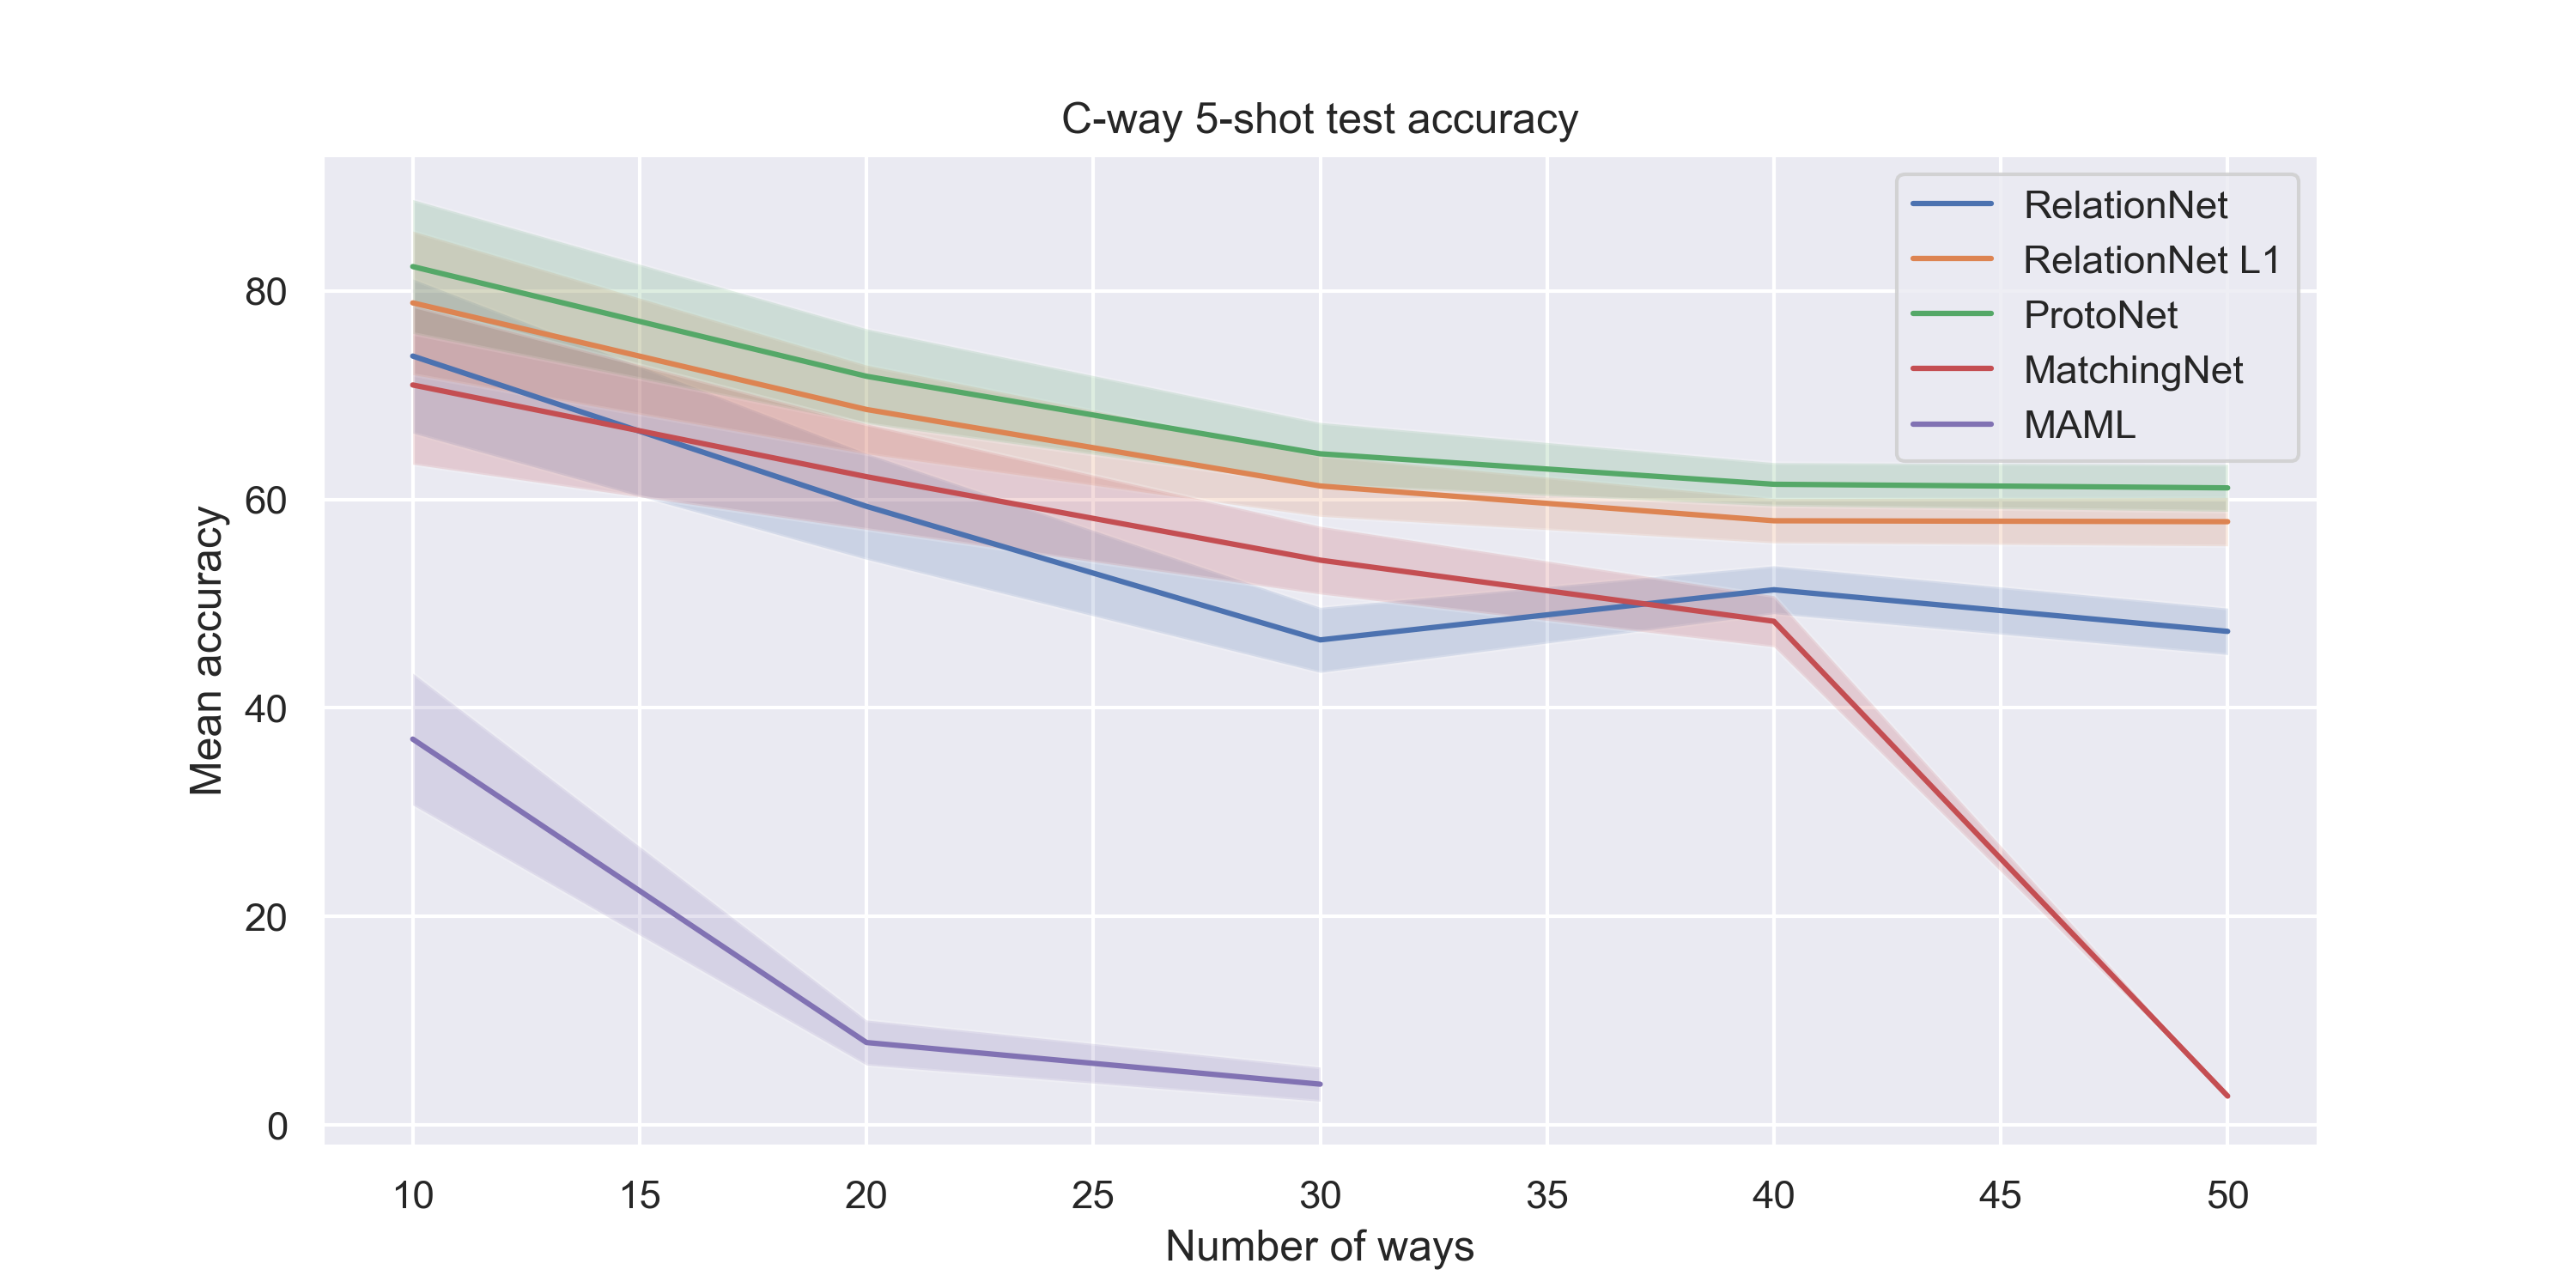 C-way 5-shot test accuracy
RelationNet
RelationNet L1
ProtoNet
MatchingNet
MAML
Mean accuracy
80
60
40
20
0
10 15 20 25 30 35 40 45 50
Number of ways